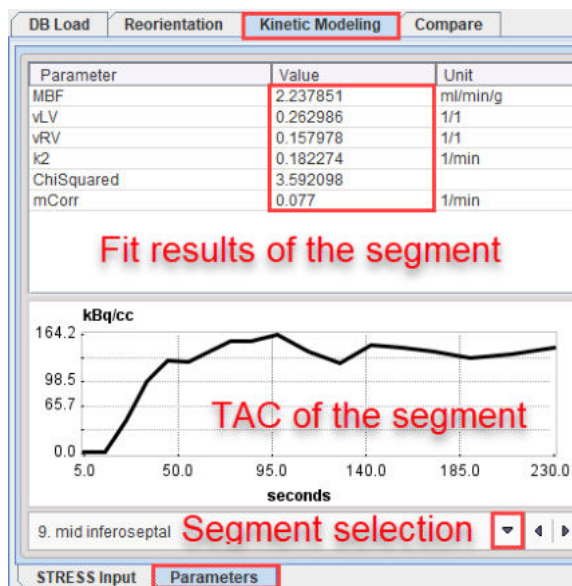 DB Load Reorientation Kinetic Modeling Compare
Parameter Value Unit
MBF 2.237851 ml/min/g
vLV 0.262986 1/1
vRV 0.157978 1/1
k2 0.182274 1/min
ChiSquared 3.592098
mCorr 0.077 1/min
Fit results of the segment
kBq/cc
164.2
98.5
65.7
TAC of the segment
0.0
5.0 50.0 95.0 140.0 185.0 230.0
seconds
9. mid inferoseptal Segment selection
STRESS Input Parameters